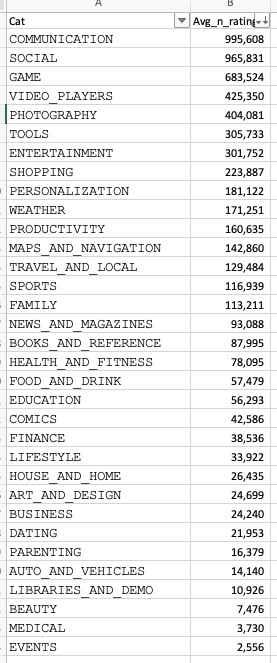 A B
Cat Avg_n_rating
COMMUNICATION 995,608
SOCIAL 965,831
GAME 683,524
VIDEO_PLAYERS 425,350
PHOTOGRAPHY 404,081
TOOLS 305,733
ENTERTAINMENT 301,752
SHOPPING 223,887
PERSONALIZATION 181,122
WEATHER 171,251
PRODUCTIVITY 160,635
MAPS_AND_NAVIGATION 142,860
TRAVEL_AND_LOCAL 129,484
SPORTS 116,939
FAMILY 113,211
NEWS_AND_MAGAZINES 93,088
BOOKS_AND_REFERENCE 87,995
HEALTH_AND_FITNESS 78,095
FOOD_AND_DRINK 57,479
EDUCATION 56,293
COMICS 42,586
FINANCE 38,536
LIFESTYLE 33,922
HOUSE_AND_HOME 26,435
ART_AND_DESIGN 24,699
BUSINESS 24,240
DATING 21,953
PARENTING 16,379
AUTO_AND_VEHICLES 14,140
LIBRARIES_AND_DEMO 10,926
BEAUTY 7,476
MEDICAL 3,730
EVENTS 2,556